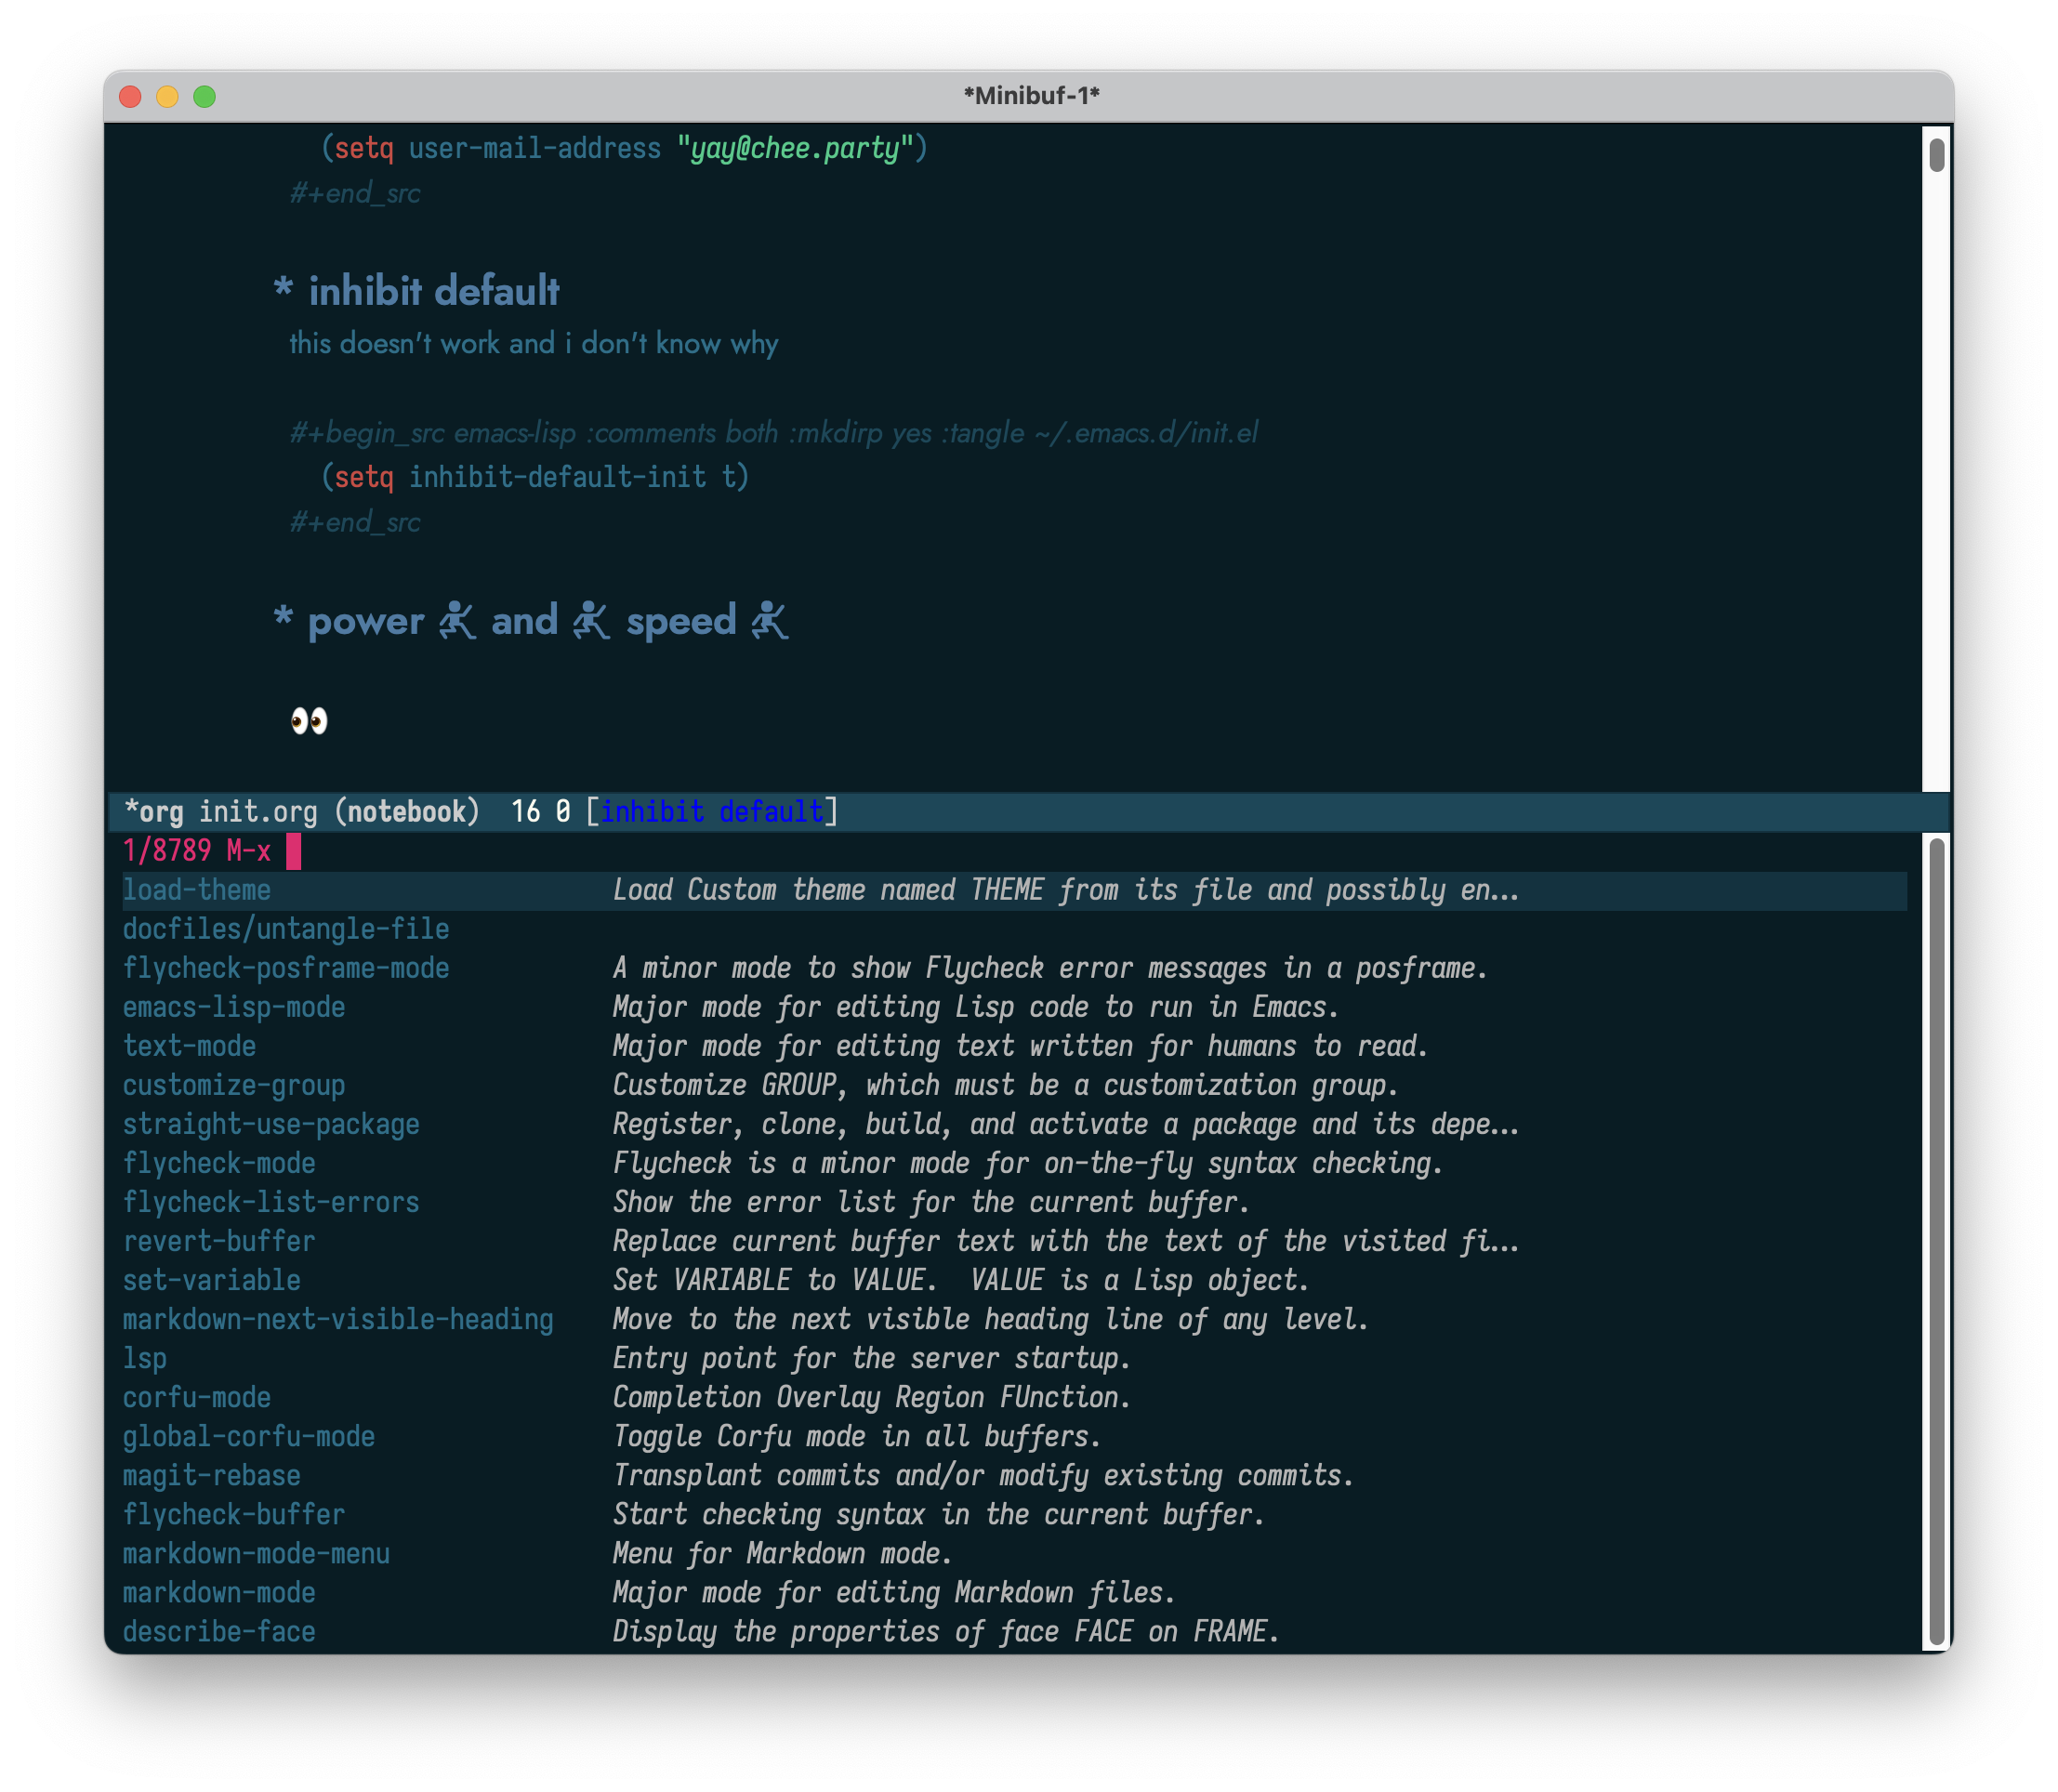 *Minibuf-1*
(setq user-mail-address "yay@chee.party")
#+end_src
* inhibit default
this doesn't work and i don't know why
#+begin_src emacs-lisp :comments both :mkdirp yes :tangle ~/.emacs.d/init.el
(setq inhibit-default-init t)
#+end_src
* power and speed
*org init.org (notebook) 16 0 [inhibit default]
1/8789 M-x
load-theme Load Custom theme named THEME from its file and possibly en…
docfiles/untangle-file
flycheck-posframe-mode A minor mode to show Flycheck error messages in a posframe.
emacs-lisp-mode Major mode for editing Lisp code to run in Emacs.
text-mode Major mode for editing text written for humans to read.
customize-group Customize GROUP, which must be a customization group.
straight-use-package Register, clone, build, and activate a package and its depe…
flycheck-mode Flycheck is a minor mode for on-the-fly syntax checking.
flycheck-list-errors Show the error list for the current buffer.
revert-buffer Replace current buffer text with the text of the visited fi…
set-variable Set VARIABLE to VALUE.  VALUE is a Lisp object.
markdown-next-visible-heading Move to the next visible heading line of any level.
lsp Entry point for the server startup.
corfu-mode Completion Overlay Region FUnction.
global-corfu-mode Toggle Corfu mode in all buffers.
magit-rebase Transplant commits and/or modify existing commits.
flycheck-buffer Start checking syntax in the current buffer.
markdown-mode-menu Menu for Markdown mode.
markdown-mode Major mode for editing Markdown files.
describe-face Display the properties of face FACE on FRAME.